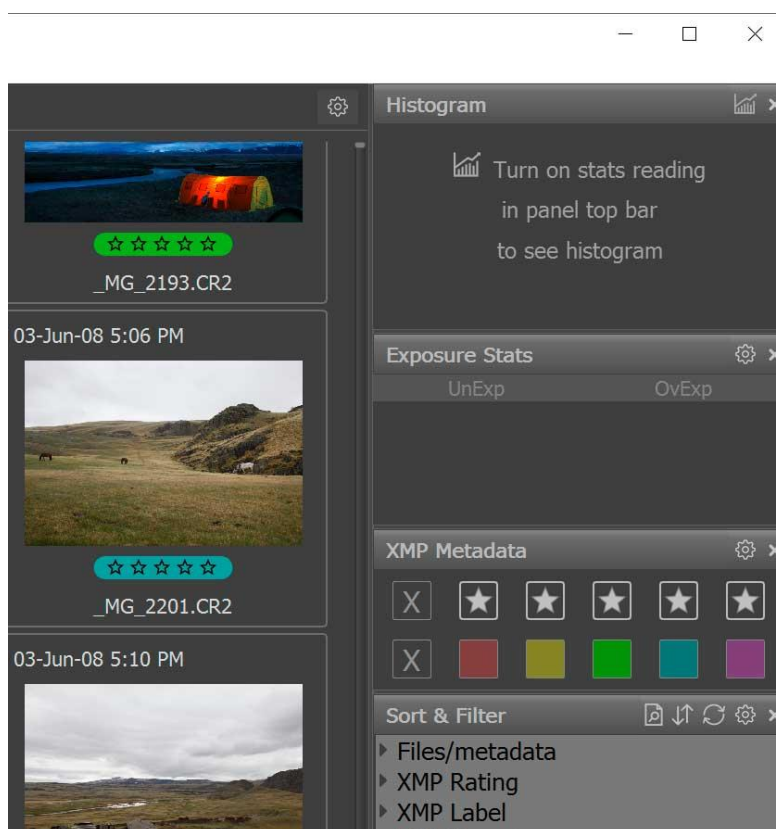 _MG_2193.CR2
03-Jun-08 5:06 PM
_MG_2201.CR2
03-Jun-08 5:10 PM
Histogram
Turn on stats reading
in panel top bar
to see histogram
Exposure Stats
UnExp OvExp
XMP Metadata
X
X
Sort & Filter
Files/metadata
XMP Rating
XMP Label